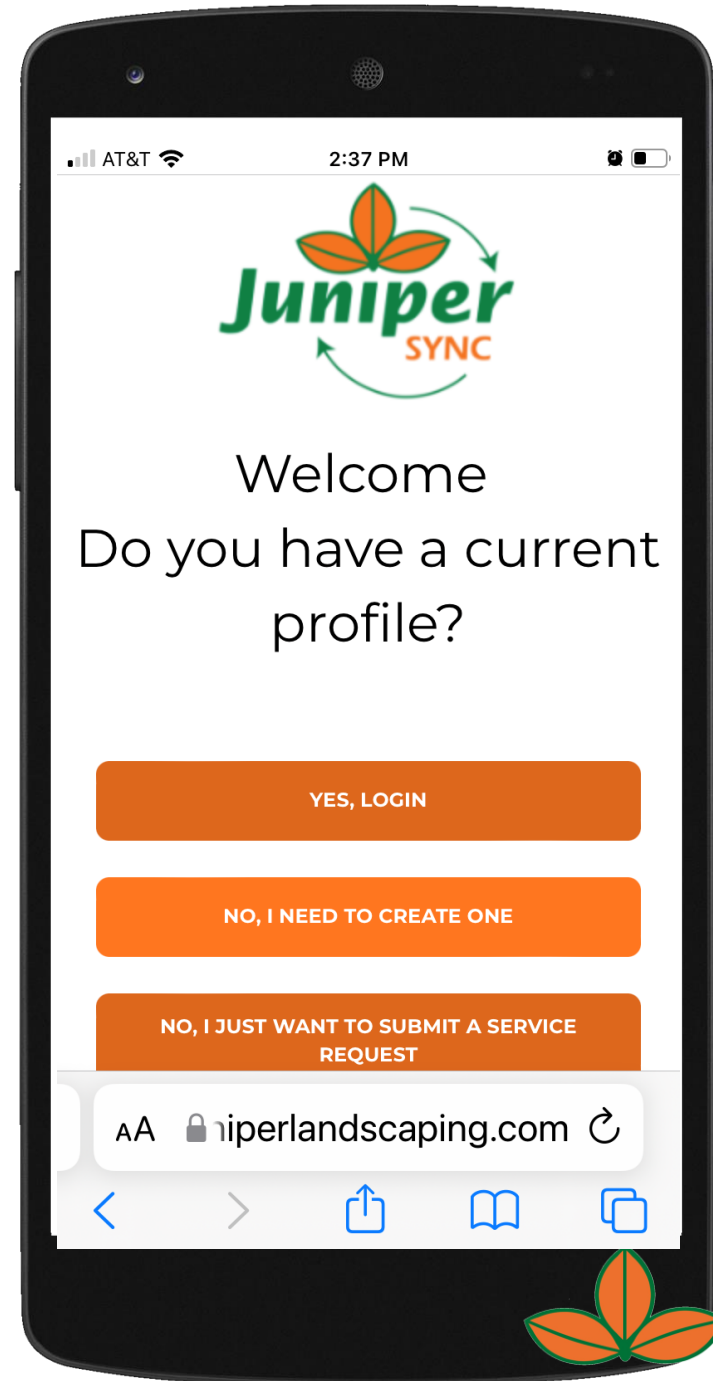 AT&T
2:37 PM
Juniper
SYNC
Welcome
Do you have a current
profile?
YES, LOGIN
NO, I NEED TO CREATE ONE
NO, I JUST WANT TO SUBMIT A SERVICE
REQUEST
AA niperlandscaping.com